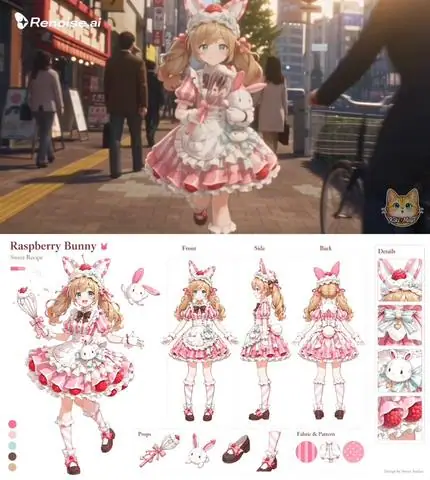 Renoise.ai
Raspberry Bunny
Sweet Recipe
Front
Side
Back
Details
Props
Fabric & Pattern